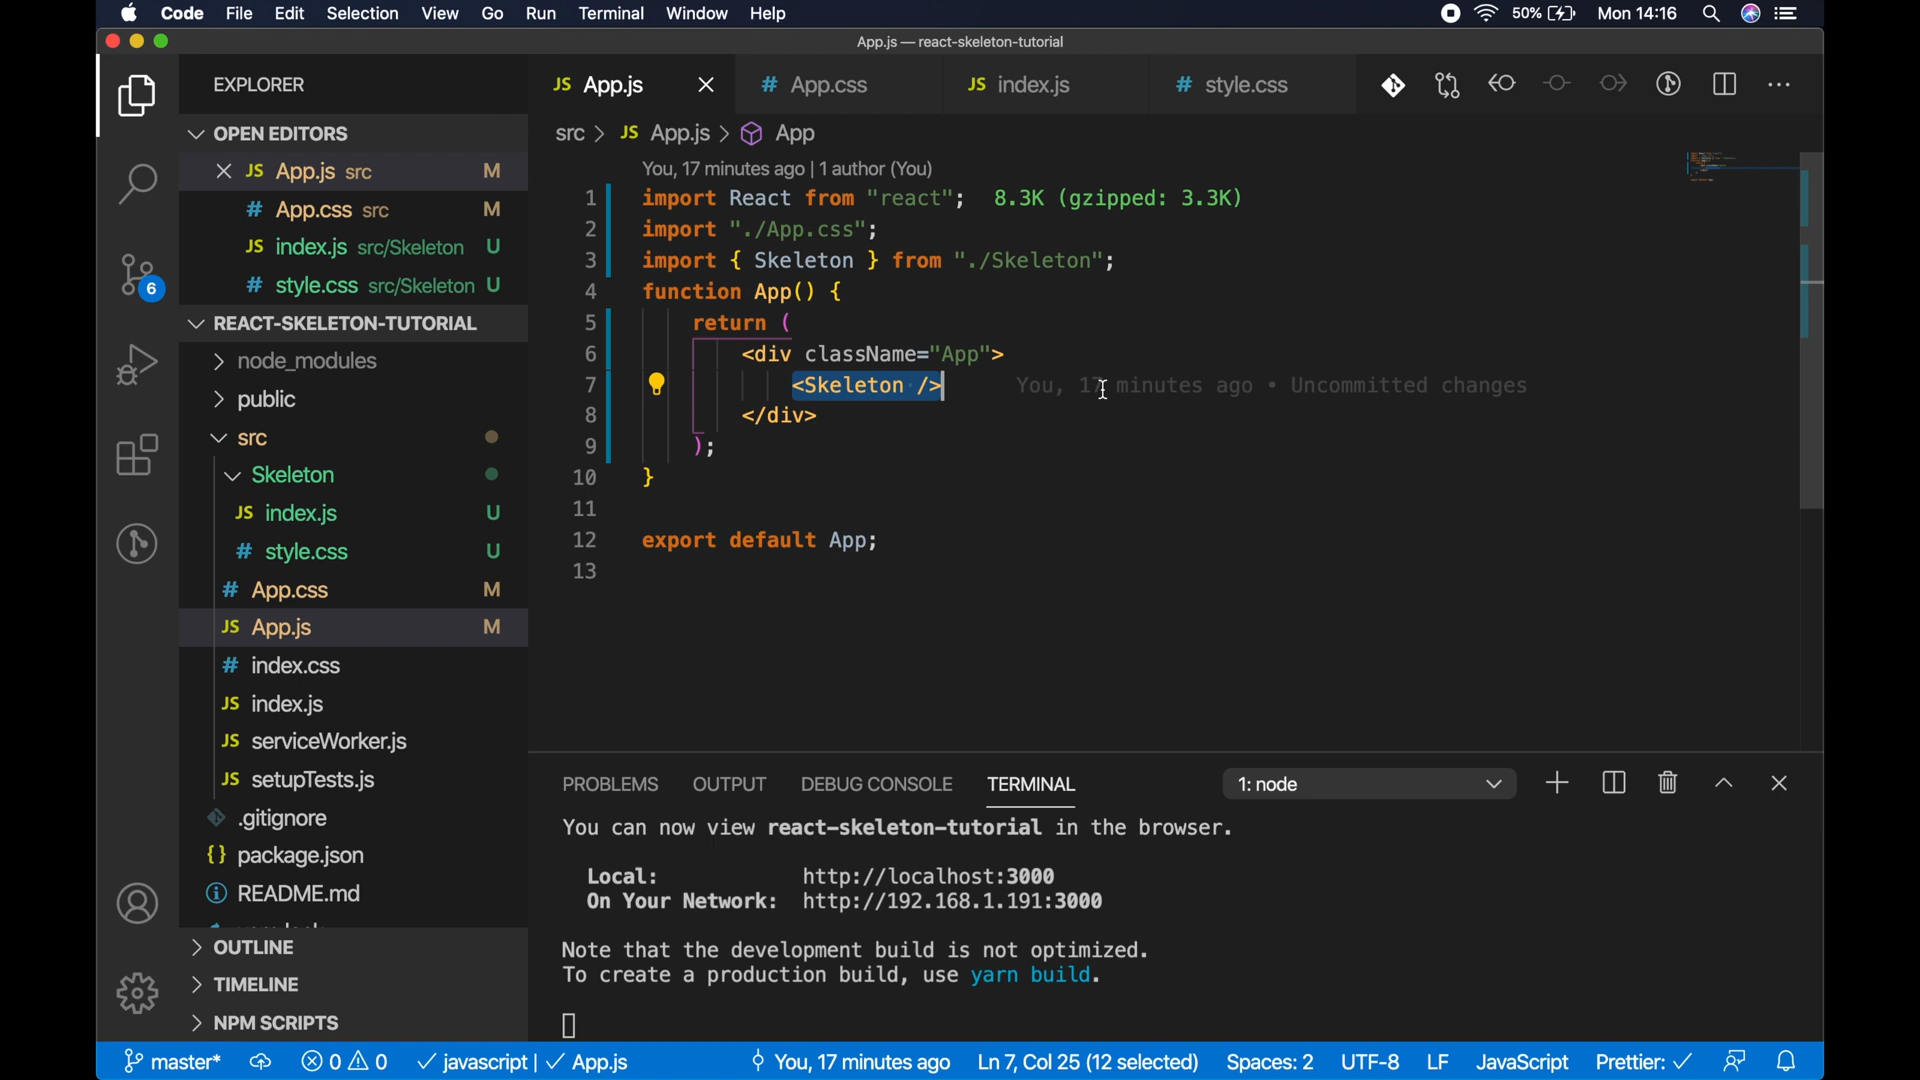 Code File Edit Selection View Go Run Terminal Window Help 50% Mon 14:16
App.js — react-skeleton-tutorial
EXPLORER
OPEN EDITORS
App.js src M
App.css src M
index.js src/Skeleton U
style.css src/Skeleton U
REACT-SKELETON-TUTORIAL
node_modules
public
src
Skeleton
JS index.js U
# style.css U
# App.css M
JS App.js M
# index.css
JS index.js
JS serviceWorker.js
JS setupTests.js
.gitignore
{} package.json
README.md
OUTLINE
TIMELINE
NPM SCRIPTS
6
JS App.js # App.css JS index.js # style.css
src > JS App.js > App
You, 17 minutes ago | 1 author (You)
1 import React from "react"; 8.3K (gzipped: 3.3K)
2 import "./App.css";
3 import { Skeleton } from "./Skeleton";
4 function App() {
5 return (
6 <div className="App">
7 <Skeleton /> You, 17 minutes ago • Uncommitted changes
8 </div>
9 );
10 }
11
12 export default App;
13
PROBLEMS OUTPUT DEBUG CONSOLE TERMINAL 1: node
You can now view react-skeleton-tutorial in the browser.
Local: http://localhost:3000
On Your Network: http://192.168.1.191:3000
Note that the development build is not optimized.
To create a production build, use yarn build.
master* 0 0 javascript | App.js You, 17 minutes ago Ln 7, Col 25 (12 selected) Spaces: 2 UTF-8 LF JavaScript Prettier: ✓